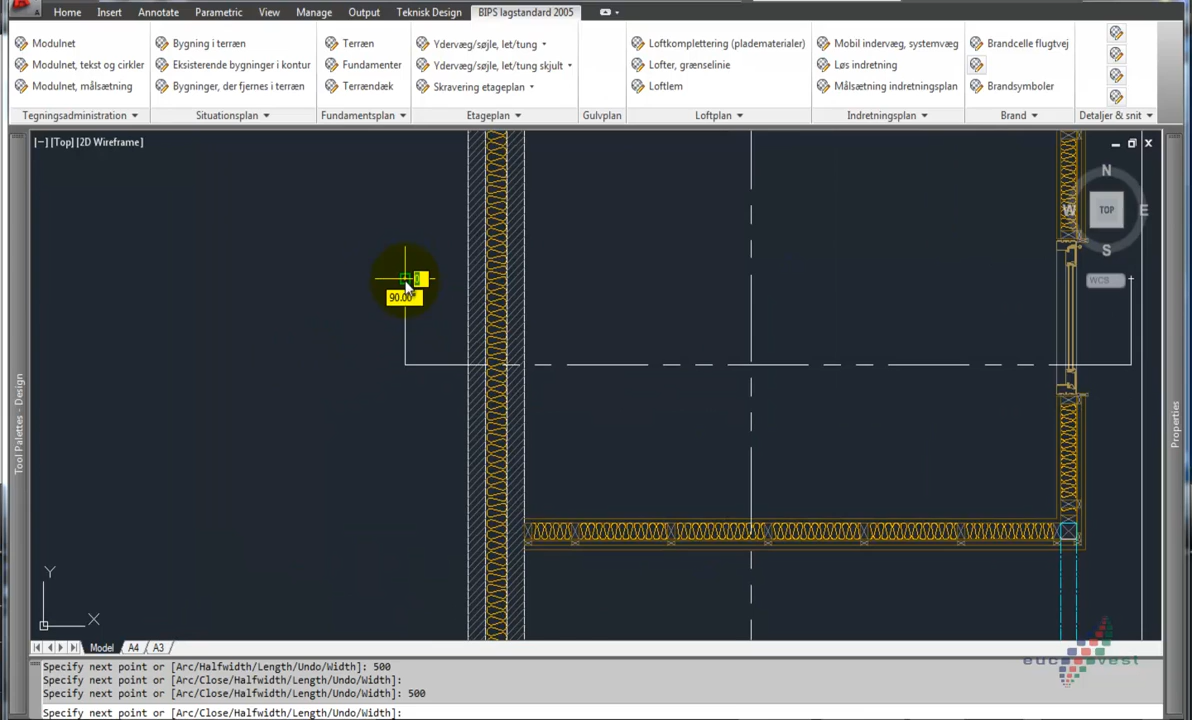 Home Insert Annotate Parametric View Manage Output Teknisk Design BIPS lagstandard 2005
Modulnet Bygning i terræn Terræn Ydervæg/søjle, let/tung Loftkomplettering (pladematerialer) Mobil indervæg, systemvæg Brandcelle flugtvej
Modulnet, tekst og cirkler Eksisterende bygninger i kontur Fundamenter Ydervæg/søjle, let/tung skjult Lofter, grænselinie Løs indretning
Modulnet, målsætning Bygninger, der fjernes i terræn Terrændæk Skravering etageplan Loftlem Målsætning indretningsplan Brandsymboler
Tegningsadministration Situationsplan Fundamentsplan Etageplan Gulvplan Loftplan Indretningsplan Brand Detaljer & snit
[−] [Top] [2D Wireframe]
N
W TOP E
WCS
90.00°
Tool Palettes - Design
Properties
Y
X
Model A4 A3
Specify next point or [Arc/Halfwidth/Length/Undo/Width]: 500
Specify next point or [Arc/Close/Halfwidth/Length/Undo/Width]:
Specify next point or [Arc/Close/Halfwidth/Length/Undo/Width]: 500
Specify next point or [Arc/Close/Halfwidth/Length/Undo/Width]: